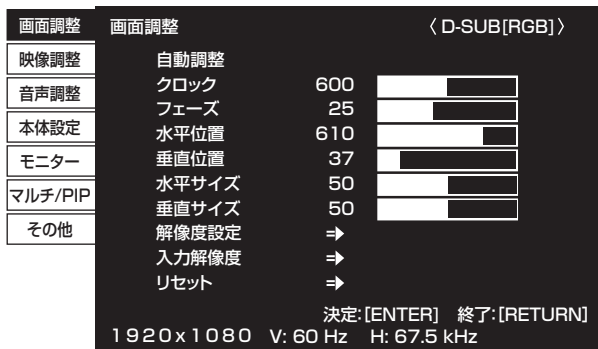 画面調整
映像調整
音声調整
本体設定
モニター
マルチ/PIP
その他
画面調整 〈D-SUB[RGB]〉
自動調整
クロック 600
フェーズ 25
水平位置 610
垂直位置 37
水平サイズ 50
垂直サイズ 50
解像度設定
入力解像度
リセット
決定:[ENTER] 終了:[RETURN]
1920x1080 V: 60 Hz H: 67.5 kHz